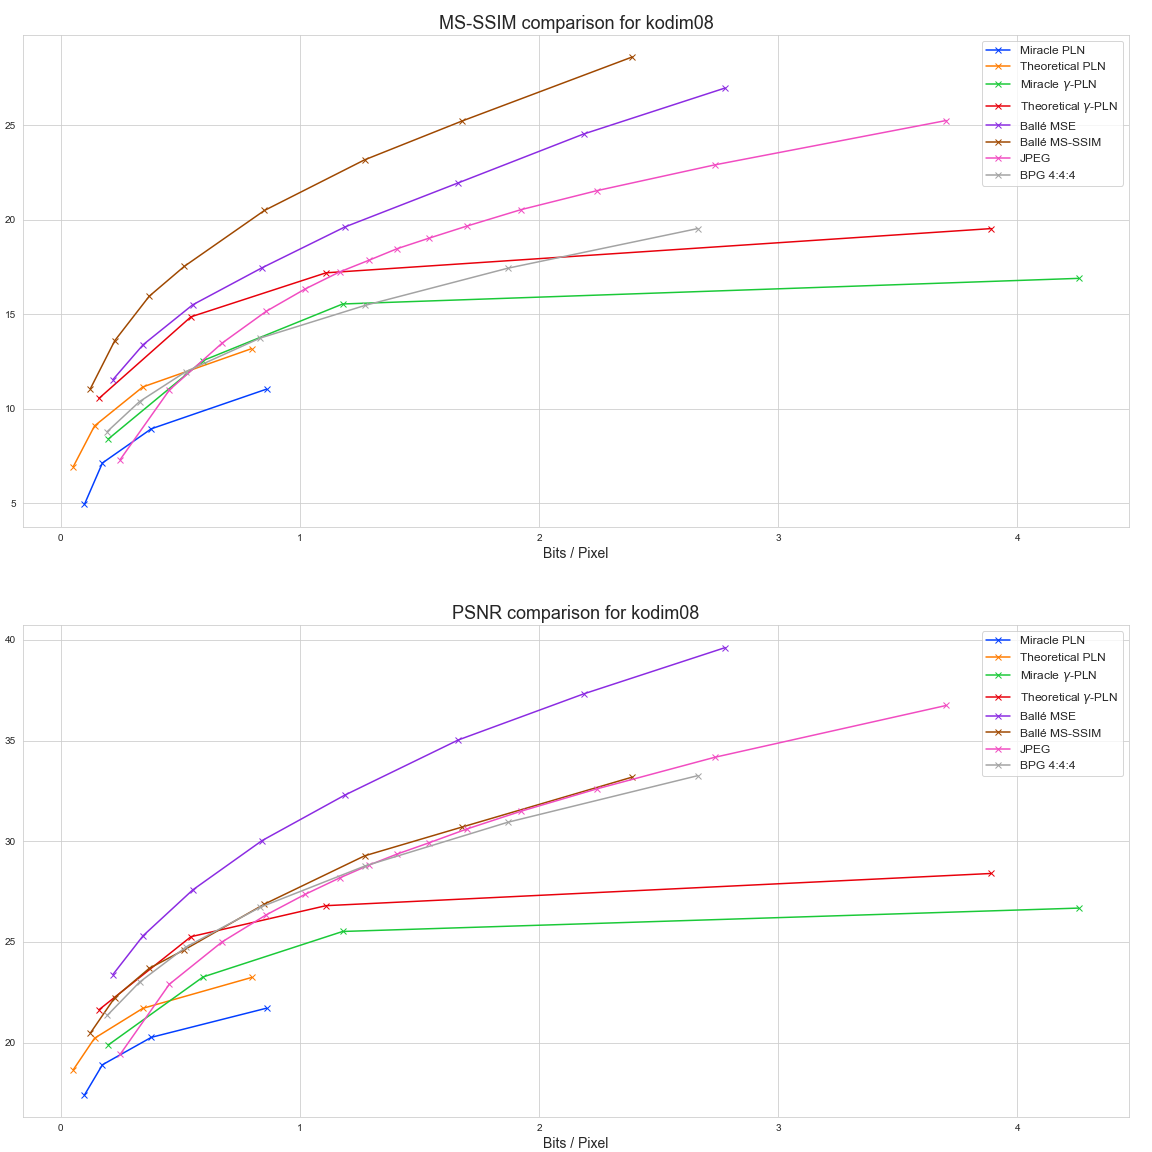 MS-SSIM comparison for kodim08
Miracle PLN
Theoretical PLN
Miracle γ-PLN
Theoretical γ-PLN
Ballé MSE
Ballé MS-SSIM
JPEG
BPG 4:4:4
25
20
15
10
5
0 1 2 3 4
Bits / Pixel
PSNR comparison for kodim08
Miracle PLN
Theoretical PLN
Miracle γ-PLN
Theoretical γ-PLN
Ballé MSE
Ballé MS-SSIM
JPEG
BPG 4:4:4
40
35
30
25
20
0 1 2 3 4
Bits / Pixel